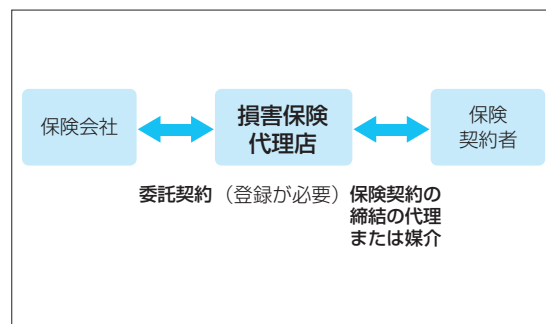 保険会社
損害保険
代理店
保険
契約者
委託契約
（登録が必要）
保険契約の
締結の代理
または媒介